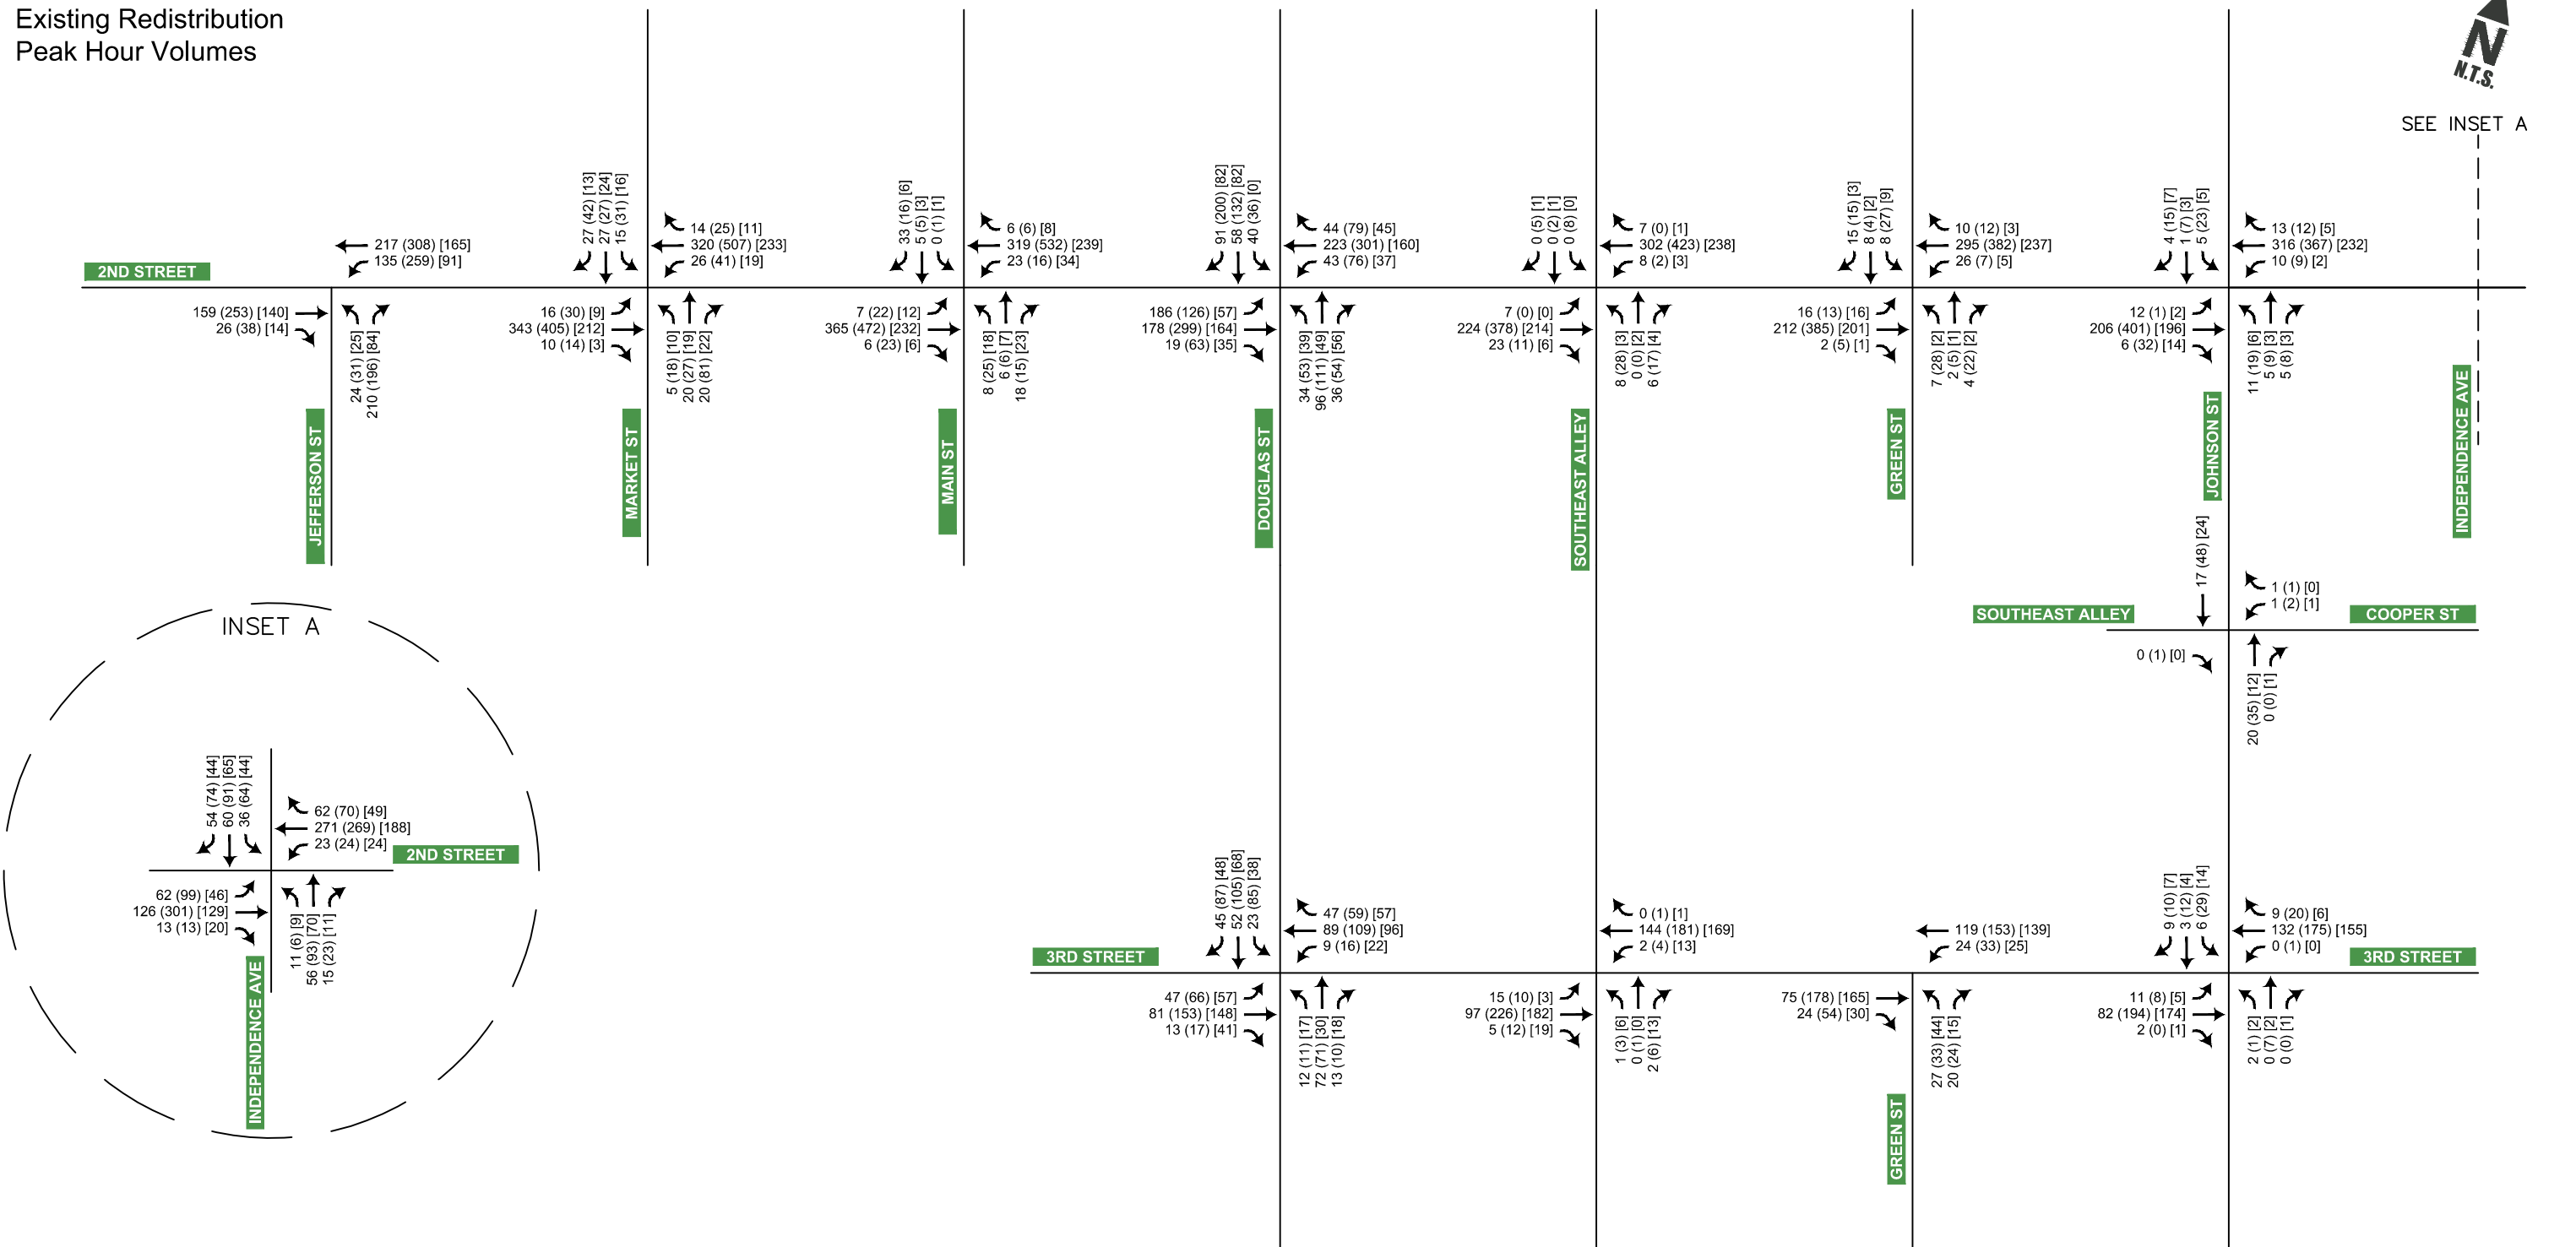 Existing Redistribution
Peak Hour Volumes
N
N.T.S.
SEE INSET A
2ND STREET
217 (308) [165]
135 (259) [91]
159 (253) [140]
26 (38) [14]
24 (31) [25]
210 (196) [84]
JEFFERSON ST
27 (42) [13]
27 (27) [24]
15 (31) [16]
14 (25) [11]
320 (507) [233]
26 (41) [19]
16 (30) [9]
343 (405) [212]
10 (14) [3]
5 (18) [10]
20 (27) [19]
20 (81) [22]
MARKET ST
33 (16) [6]
5 (5) [3]
0 (1) [1]
6 (6) [8]
319 (532) [239]
23 (16) [34]
7 (22) [12]
365 (472) [232]
6 (23) [6]
8 (25) [18]
6 (6) [7]
18 (15) [23]
MAIN ST
91 (200) [82]
58 (132) [82]
40 (36) [0]
44 (79) [45]
223 (301) [160]
43 (76) [37]
186 (126) [57]
178 (299) [164]
19 (63) [35]
34 (53) [39]
96 (111) [49]
36 (54) [56]
DOUGLAS ST
0 (5) [1]
0 (2) [1]
0 (8) [0]
7 (0) [1]
302 (423) [238]
8 (2) [3]
7 (0) [0]
224 (378) [214]
23 (11) [6]
8 (28) [3]
0 (0) [2]
6 (17) [4]
SOUTHEAST ALLEY
15 (15) [3]
8 (4) [2]
8 (27) [9]
10 (12) [3]
295 (382) [237]
26 (7) [5]
16 (13) [16]
212 (385) [201]
2 (5) [1]
7 (28) [2]
2 (5) [1]
4 (22) [2]
GREEN ST
4 (15) [7]
1 (7) [3]
5 (23) [5]
13 (12) [5]
316 (367) [232]
10 (9) [2]
12 (1) [2]
206 (401) [196]
6 (32) [14]
11 (19) [6]
5 (9) [3]
5 (8) [3]
JOHNSON ST
INDEPENDENCE AVE
17 (48) [24]
1 (1) [0]
1 (2) [1]
SOUTHEAST ALLEY
COOPER ST
0 (1) [0]
20 (35) [12]
0 (0) [1]
INSET A
54 (74) [44]
60 (91) [65]
36 (64) [44]
62 (70) [49]
271 (269) [188]
23 (24) [24]
2ND STREET
62 (99) [46]
126 (301) [129]
13 (13) [20]
11 (6) [9]
56 (93) [70]
15 (23) [11]
INDEPENDENCE AVE
3RD STREET
45 (87) [48]
52 (105) [68]
23 (85) [38]
47 (59) [57]
89 (109) [96]
9 (16) [22]
47 (66) [57]
81 (153) [148]
13 (17) [41]
12 (11) [17]
72 (71) [30]
13 (10) [18]
0 (1) [1]
144 (181) [169]
2 (4) [13]
15 (10) [3]
97 (226) [182]
5 (12) [19]
1 (3) [6]
0 (1) [0]
2 (6) [13]
119 (153) [139]
24 (33) [25]
75 (178) [165]
24 (54) [30]
27 (33) [44]
20 (24) [15]
GREEN ST
9 (10) [7]
3 (12) [4]
6 (29) [14]
9 (20) [6]
132 (175) [155]
0 (1) [0]
3RD STREET
11 (8) [5]
82 (194) [174]
2 (0) [1]
2 (1) [2]
0 (7) [2]
0 (0) [1]